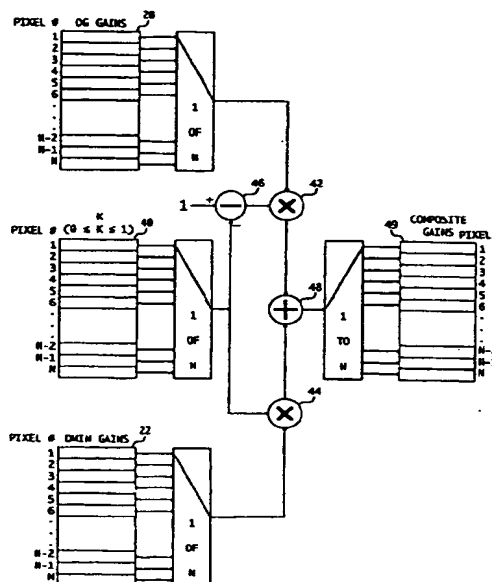 PIXEL # OG GAINS 28
1
2
3
4
5
6
.
.
.
N-2
N-1
N
1
OF
N
1 + − 46
× 42
−
PIXEL # K 40
(0 ≤ K ≤ 1)
1
2
3
4
5
6
.
.
.
N-2
N-1
N
1
OF
N
+ 48
1
TO
N
49 COMPOSITE
GAINS PIXEL
1
2
3
4
5
6
.
.
.
N-
N-
N
× 44
PIXEL # DMIN GAINS 22
1
2
3
4
5
6
.
.
.
N-2
N-1
N
1
OF
N